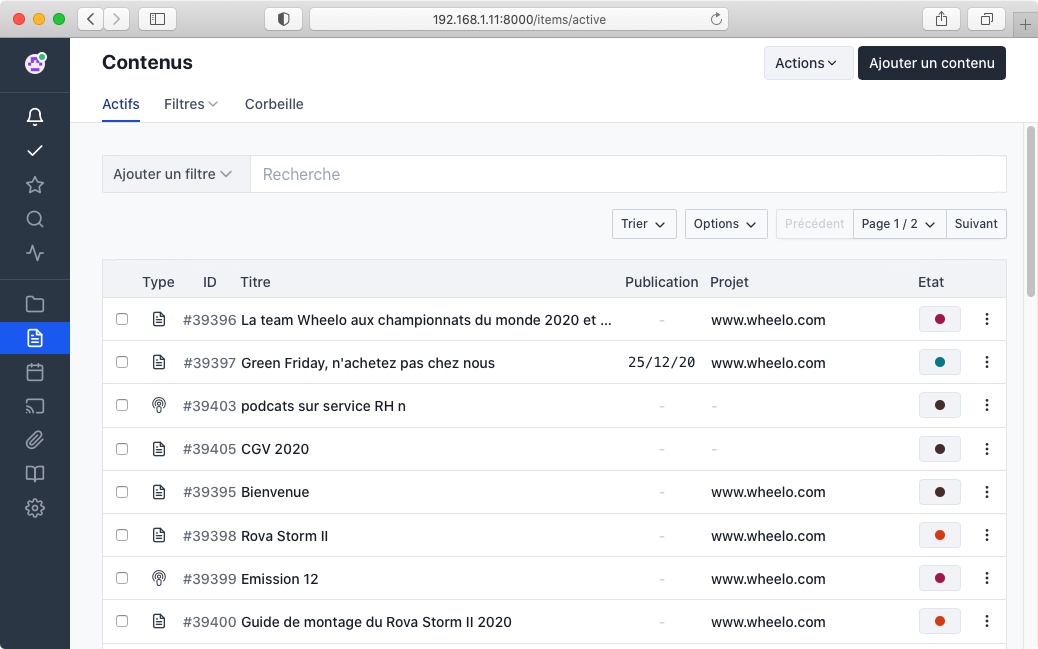 192.168.1.11:8000/items/active
Contenus
Actions
Ajouter un contenu
Actifs Filtres Corbeille
Ajouter un filtre Recherche
Trier Options Précédent Page 1 / 2 Suivant
Type ID Titre Publication Projet Etat
#39396 La team Wheelo aux championnats du monde 2020 et ... - www.wheelo.com
#39397 Green Friday, n'achetez pas chez nous 25/12/20 www.wheelo.com
#39403 podcats sur service RH n - -
#39405 CGV 2020 - -
#39395 Bienvenue - www.wheelo.com
#39398 Rova Storm II - www.wheelo.com
#39399 Emission 12 - www.wheelo.com
#39400 Guide de montage du Rova Storm II 2020 - www.wheelo.com